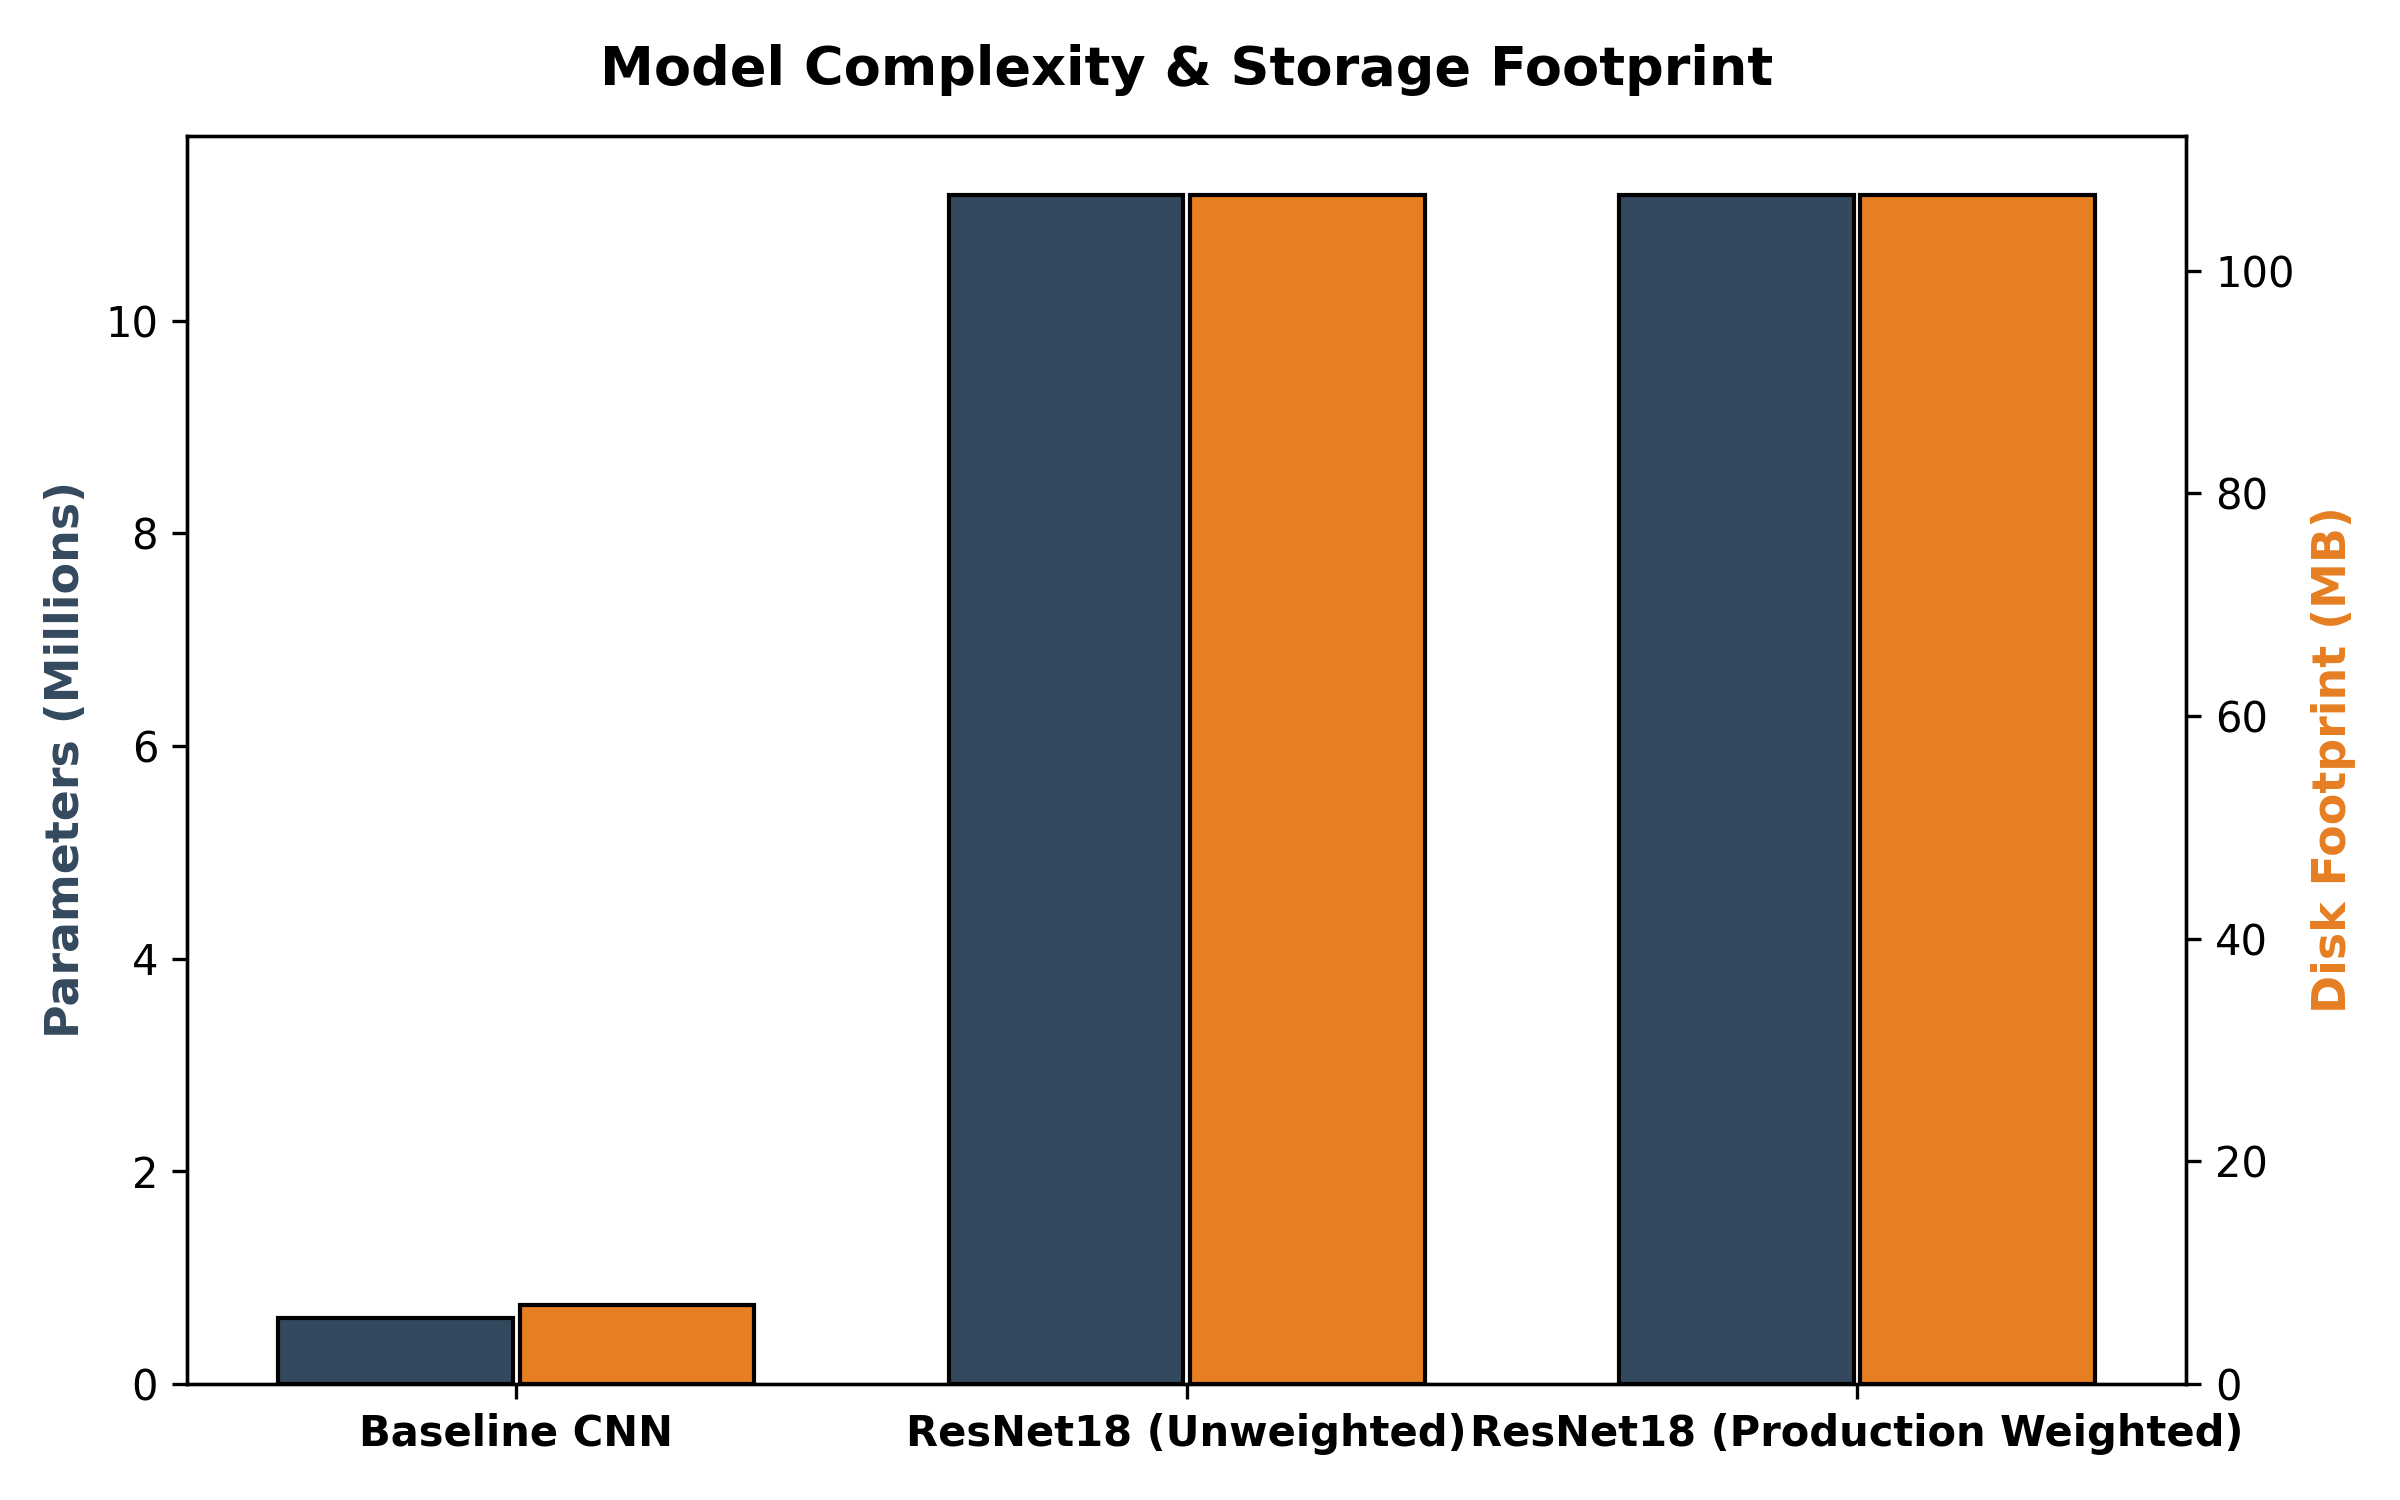 Model Complexity & Storage Footprint
Parameters (Millions)
10
8
6
4
2
0
100
80
60
40
20
0
Disk Footprint (MB)
Baseline CNN
ResNet18 (Unweighted)
ResNet18 (Production Weighted)